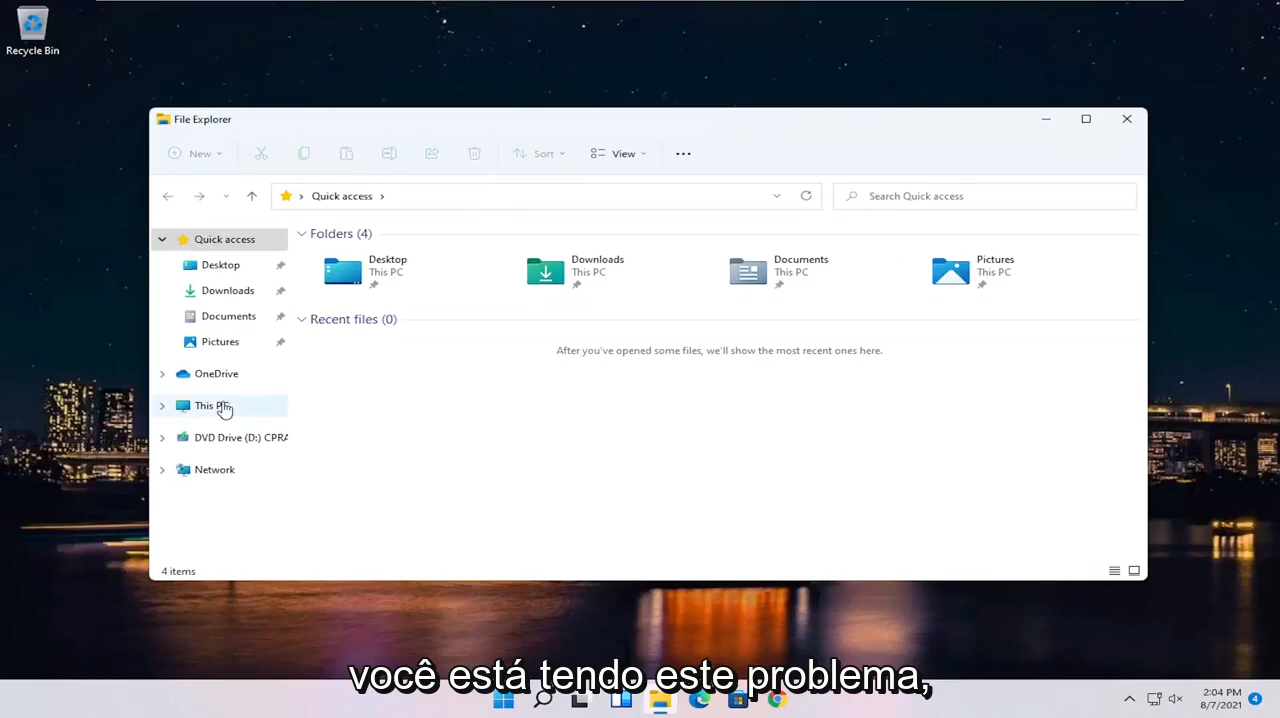 Recycle Bin
File Explorer
New
Sort
View
Quick access
Search Quick access
Quick access
Desktop
Downloads
Documents
Pictures
OneDrive
This PC
DVD Drive (D:) CPRA
Network
Folders (4)
Desktop
This PC
Downloads
This PC
Documents
This PC
Pictures
This PC
Recent files (0)
After you've opened some files, we'll show the most recent ones here.
4 items
você está tendo este problema,
2:04 PM
8/7/2021
4